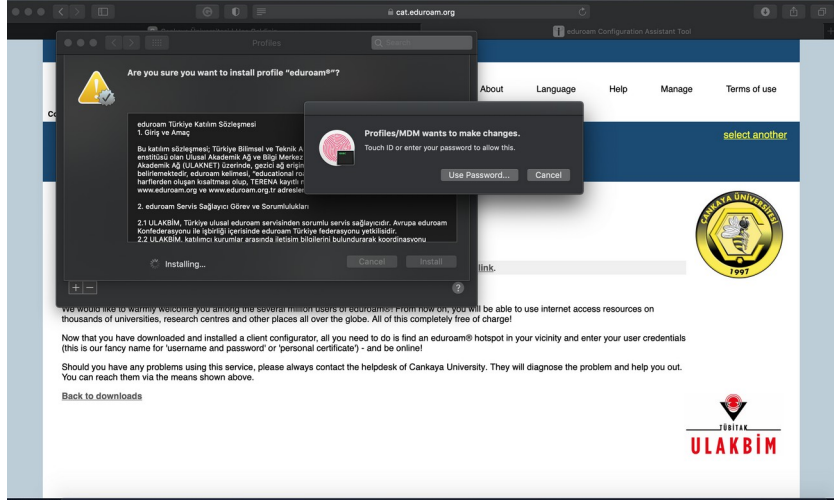 cat.eduroam.org
eduroam Configuration Assistant Tool
Profiles
Search
Are you sure you want to install profile “eduroam®”?
About
Language
Help
Manage
Terms of use
select another
eduroam Türkiye Katılım Sözleşmesi
1. Giriş ve Amaç
Bu katılım sözleşmesi; Türkiye Bilimsel ve Teknik A
enstitüsü olan Ulusal Akademik Ağ ve Bilgi Merkez
Akademik Ağ (ULAKNET) üzerinde, gezici ağ erişin
belirlemektedir, eduroam kelimesi, "educational roa
harflerden oluşan kısaltması olup, TERENA kayıtlı
www.eduroam.org ve www.eduroam.org.tr adresler
2. eduroam Servis Sağlayıcı Görev ve Sorumlulukları
2.1 ULAKBİM, Türkiye ulusal eduroam servisinden sorumlu servis sağlayıcıdır. Avrupa eduroam
Konfederasyonu ile işbirliği içerisinde eduroam Türkiye federasyonu yetkilisidir.
2.2 ULAKBİM, katılımcı kurumlar arasında iletişim bilgilerini bulundurarak koordinasyonu
Profiles/MDM wants to make changes.
Touch ID or enter your password to allow this.
Use Password...
Cancel
Installing...
Cancel
Install
link.
ÇANKAYA ÜNİVERSİTESİ
1997
We would like to warmly welcome you among the several million users of eduroam®! From now on, you will be able to use internet access resources on
thousands of universities, research centres and other places all over the globe. All of this completely free of charge!
Now that you have downloaded and installed a client configurator, all you need to do is find an eduroam® hotspot in your vicinity and enter your user credentials
(this is our fancy name for 'username and password' or 'personal certificate') - and be online!
Should you have any problems using this service, please always contact the helpdesk of Cankaya University. They will diagnose the problem and help you out.
You can reach them via the means shown above.
Back to downloads
TÜBİTAK
ULAKBİM